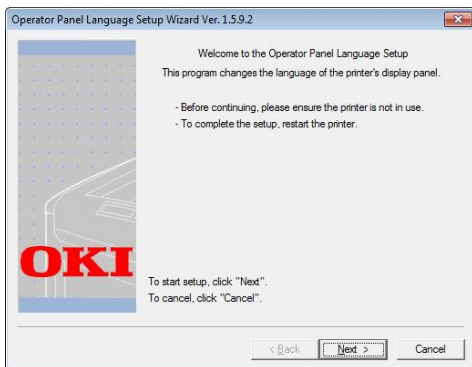 Operator Panel Language Setup Wizard Ver. 1.5.9.2
Welcome to the Operator Panel Language Setup
This program changes the language of the printer's display panel.
- Before continuing, please ensure the printer is not in use.
- To complete the setup, restart the printer.
OKI
To start setup, click "Next".
To cancel, click "Cancel".
< Back
Next >
Cancel